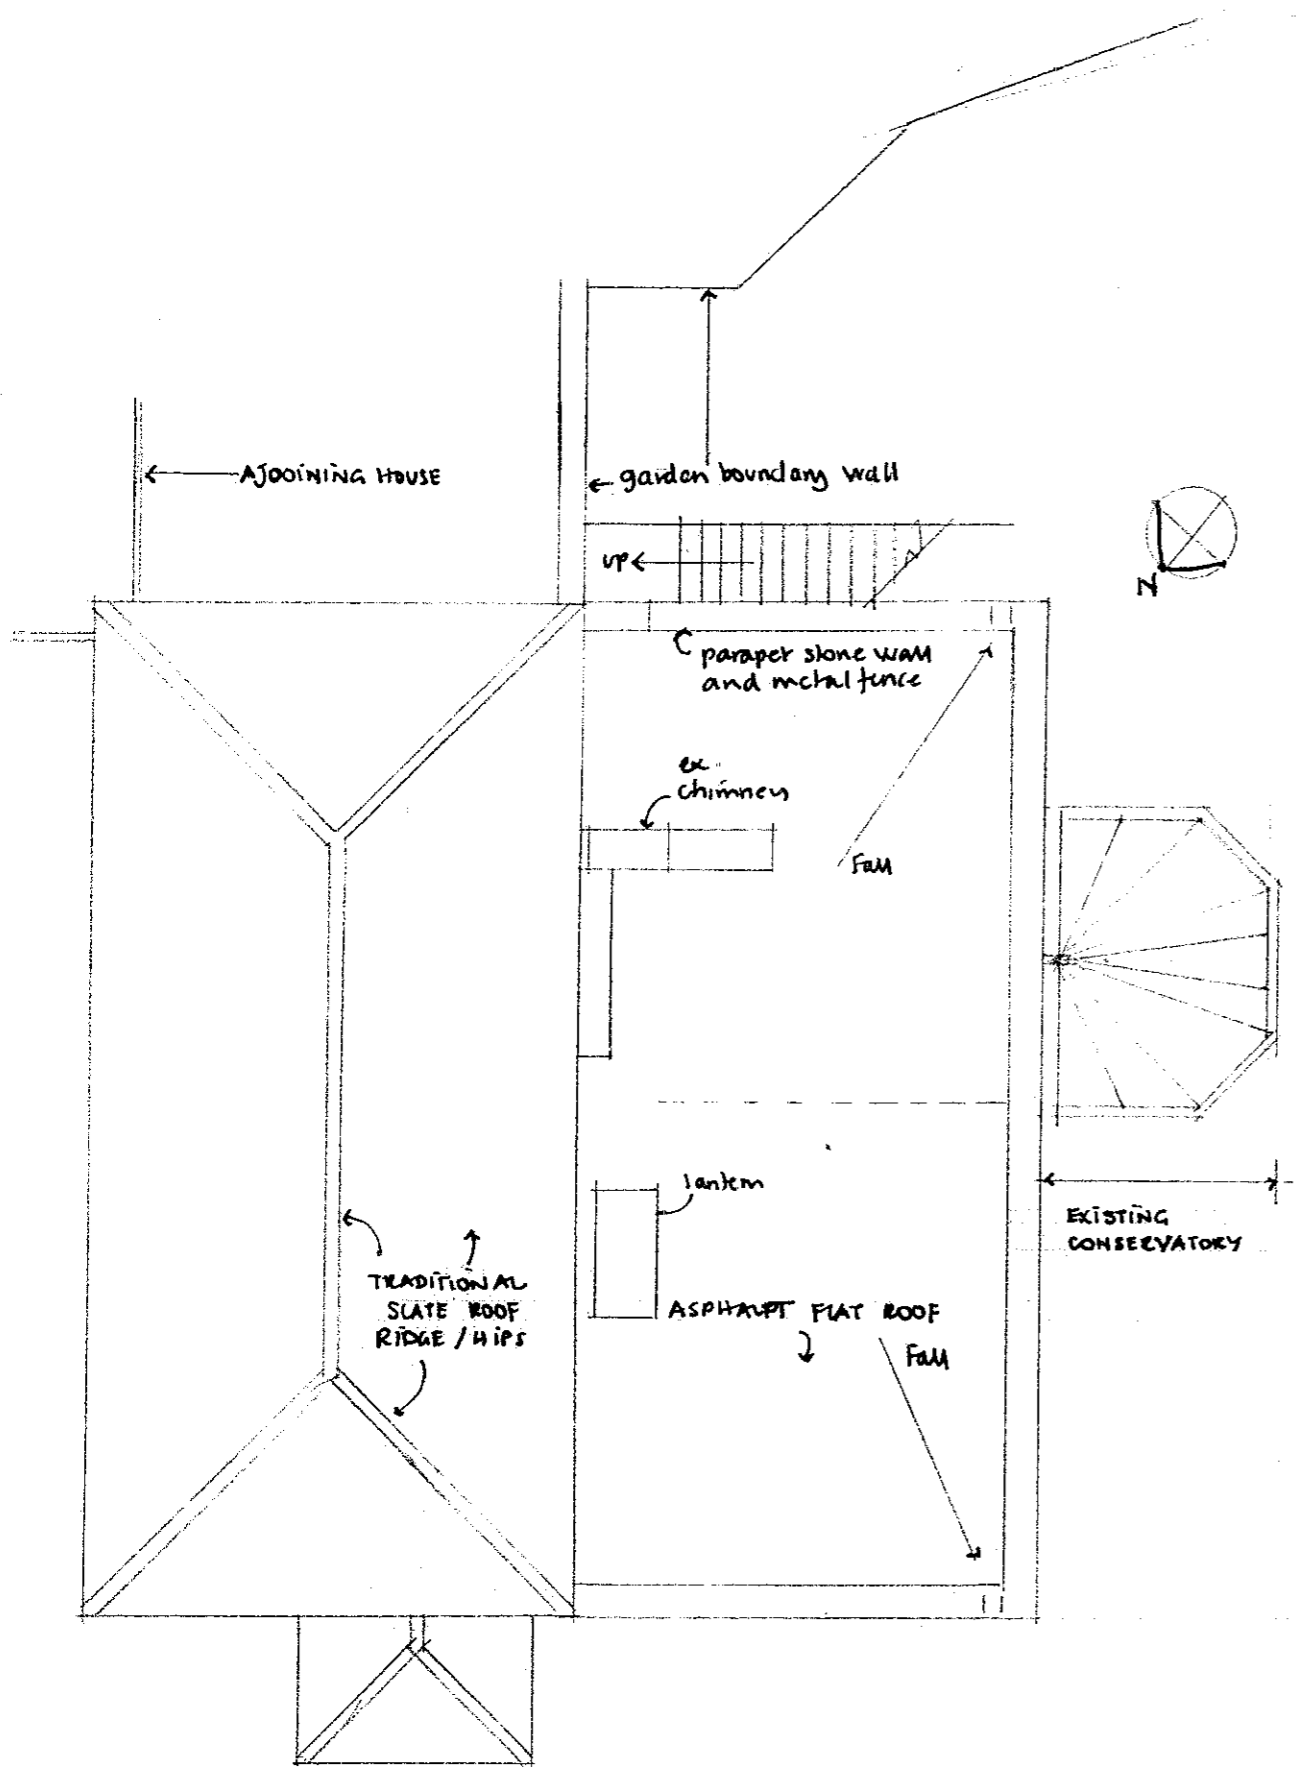 AJOOINING HOUSE
garden boundary wall
UP
N
parapet stone wall
and metal fence
ex.
chimney
Fall
lantern
EXISTING
CONSERVATORY
TRADITIONAL
SLATE ROOF
RIDGE / HIPS
ASPHAUPT FLAT ROOF
Fall